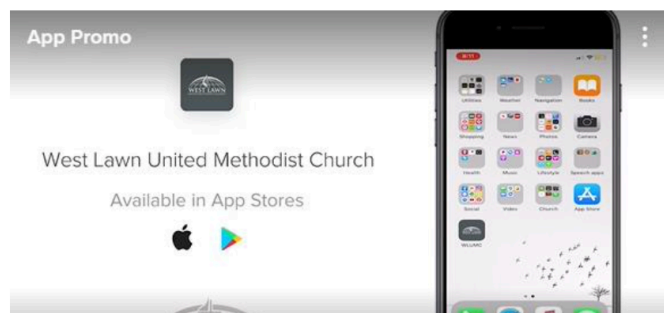 App Promo
WEST LAWN
West Lawn United Methodist Church
Available in App Stores
Utilities Weather Navigation Books
Shopping News Photos Camera
Health Music Lifestyle Speech apps
Social Video Church App Store
WLUMC